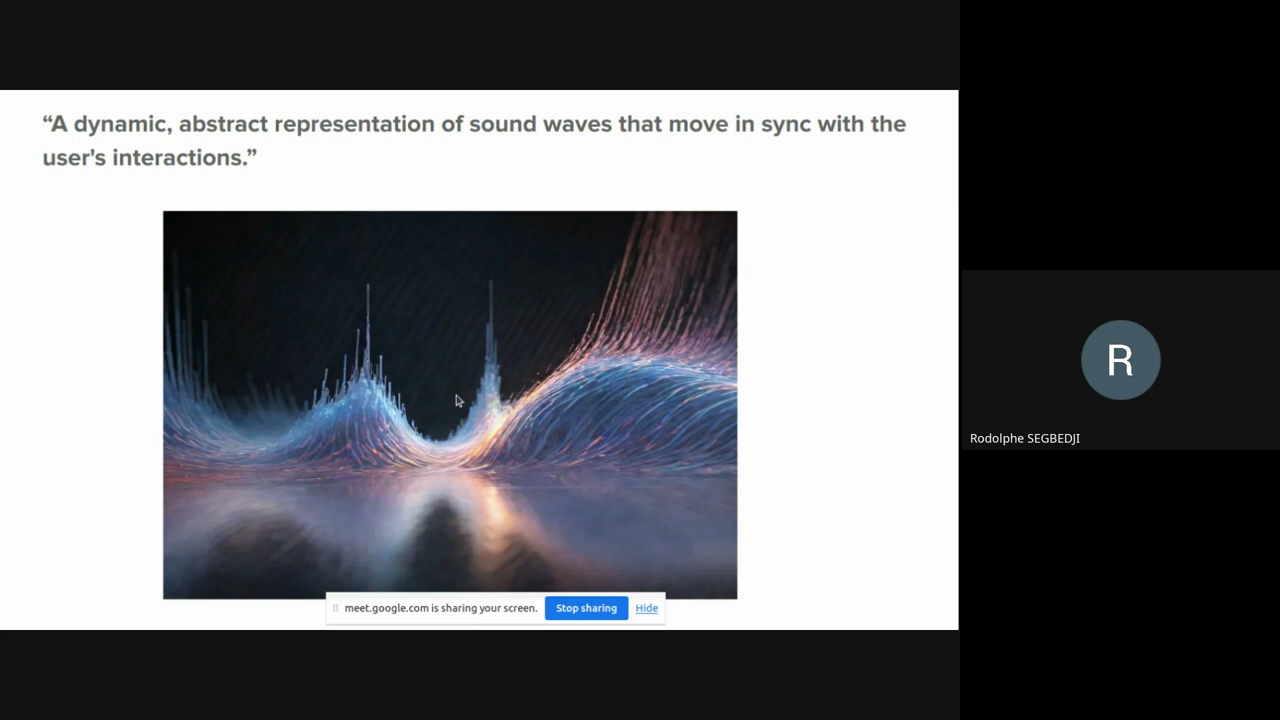 “A dynamic, abstract representation of sound waves that move in sync with the
user's interactions.”
meet.google.com is sharing your screen.
Stop sharing
Hide
R
Rodolphe SEGBEDJI